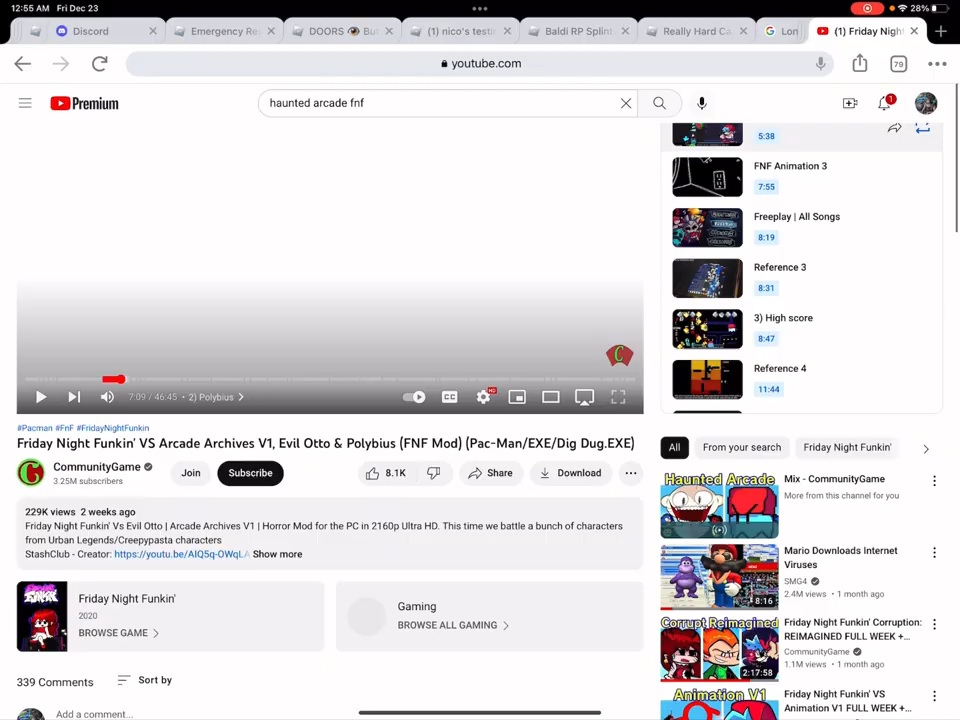 12:55 AM Fri Dec 23
28%
Discord
Emergency Re
DOORS 👁 Bu
(1) nico's testi
Baldi RP Splint
Really Hard Ca
Lon
(1) Friday Night
youtube.com
79
Premium
haunted arcade fnf
1
5:38
FNF Animation 3
7:55
Freeplay | All Songs
8:19
Reference 3
8:31
3) High score
8:47
Reference 4
11:44
7:09 / 46:45 • 2) Polybius
CC
HD
#Pacman #FnF #FridayNightFunkin
Friday Night Funkin' VS Arcade Archives V1, Evil Otto & Polybius (FNF Mod) (Pac-Man/EXE/Dig Dug.EXE)
CommunityGame
3.25M subscribers
Join
Subscribe
8.1K
Share
Download
229K views 2 weeks ago
Friday Night Funkin' Vs Evil Otto | Arcade Archives V1 | Horror Mod for the PC in 2160p Ultra HD. This time we battle a bunch of characters
from Urban Legends/Creepypasta characters
StashClub - Creator: https://youtu.be/AIQ5q-OWqL Show more
Friday Night Funkin'
2020
BROWSE GAME
Gaming
BROWSE ALL GAMING
339 Comments
Sort by
Add a comment...
All
From your search
Friday Night Funkin'
Haunted Arcade
Mix - CommunityGame
More from this channel for you
Mario Downloads Internet
Viruses
SMG4
2.4M views • 1 month ago
8:16
Corrupt Reimagined
Friday Night Funkin' Corruption:
REIMAGINED FULL WEEK +...
CommunityGame
1.1M views • 1 month ago
2:17:58
Animation V1
Friday Night Funkin' VS
Animation V1 FULL WEEK +...